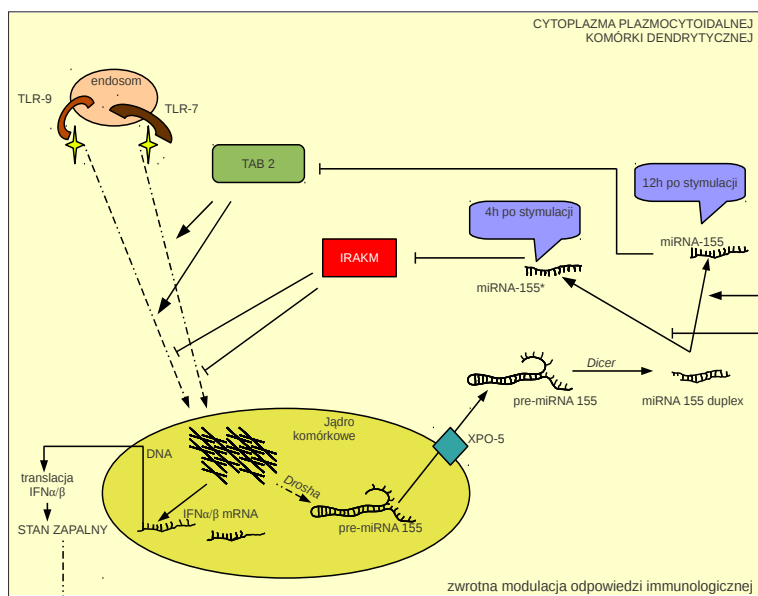 CYTOPLAZMA PLAZMOCYTOIDALNEJ
KOMÓRKI DENDRYTYCZNEJ
endosom
TLR-9
TLR-7
TAB 2
12h po stymulacji
4h po stymulacji
miRNA-155
IRAKM
miRNA-155*
Dicer
pre-miRNA 155
miRNA 155 duplex
Jądro
komórkowe
XPO-5
DNA
translacja
IFNα/β
Drosha
IFNα/β mRNA
STAN ZAPALNY
pre-miRNA 155
zwrotna modulacja odpowiedzi immunologicznej